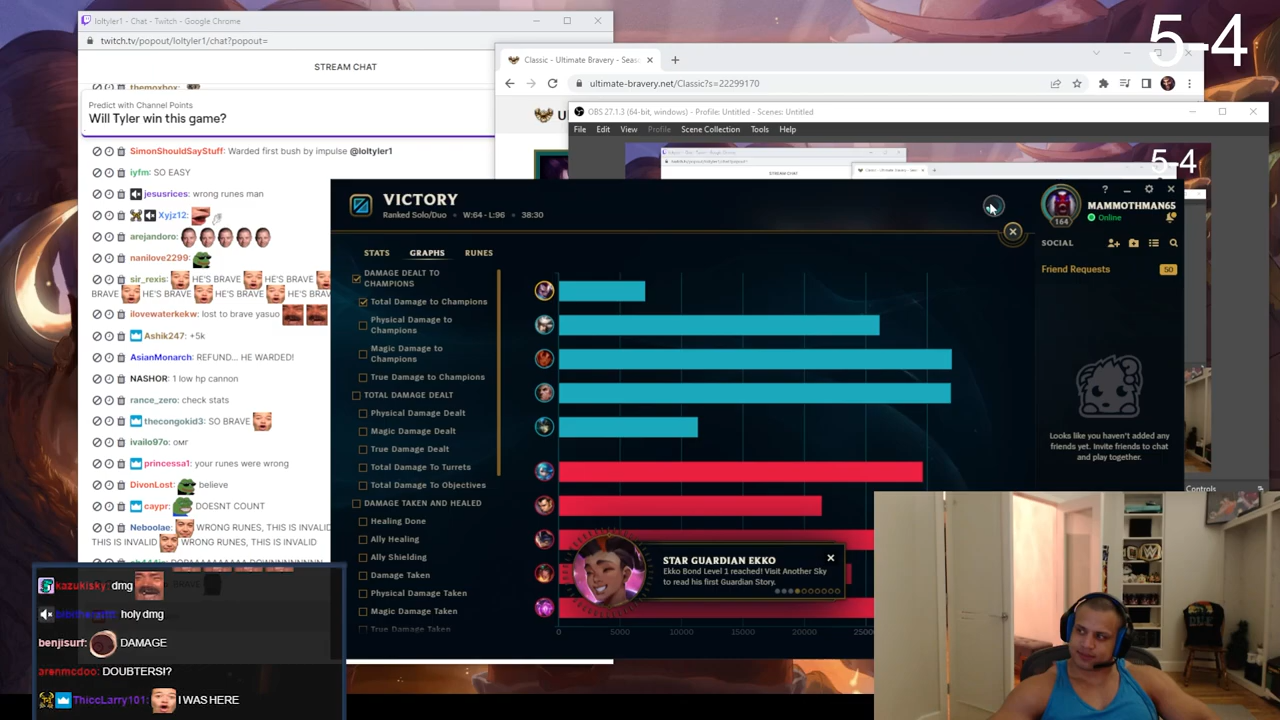 loltyler1 - Chat - Twitch - Google Chrome
twitch.tv/popout/loltyler1/chat?popout=
STREAM CHAT
themoxbox:
Predict with Channel Points
Will Tyler win this game?
SimonShouldSayStuff: Warded first bush by impulse @loltyler1
iyfm: SO EASY
jesusrices: wrong runes man
Xyjz12:
arejandoro:
nanilove2299:
sir_rexis: HE'S BRAVE HE'S BRAVE HE'S
BRAVE HE'S BRAVE HE'S BRAVE HE'S BRAVE
ilovewaterkekw: lost to brave yasuo
Ashik247: +5k
AsianMonarch: REFUND... HE WARDED!
NASHOR: 1 low hp cannon
rance_zero: check stats
thecongokid3: SO BRAVE
ivailo97o: омг
princessa1: your runes were wrong
DivonLost: believe
caypr: DOESNT COUNT
Neboolae: WRONG RUNES, THIS IS INVALID
THIS IS INVALID WRONG RUNES, THIS IS INVALID
kazukisky: dmg
holy dmg
benjisurf: DAMAGE
arenmcdoo: DOUBTERSI?
ThiccLarry101: I WAS HERE
Classic - Ultimate Bravery - Seas
ultimate-bravery.net/Classic?s=22299170
5-4
OBS 27.1.3 (64-bit, windows) - Profile: Untitled - Scenes: Untitled
File Edit View Profile Scene Collection Tools Help
5-4
VICTORY
Ranked Solo/Duo • W:64 - L:96 • 38:30
STATS GRAPHS RUNES
DAMAGE DEALT TO
CHAMPIONS
Total Damage to Champions
Physical Damage to
Champions
Magic Damage to
Champions
True Damage to Champions
TOTAL DAMAGE DEALT
Physical Damage Dealt
Magic Damage Dealt
True Damage Dealt
Total Damage To Turrets
Total Damage To Objectives
DAMAGE TAKEN AND HEALED
Healing Done
Ally Healing
Ally Shielding
Damage Taken
Physical Damage Taken
Magic Damage Taken
True Damage Taken
0 5000 10000 15000 20000 2500
STAR GUARDIAN EKKO
Ekko Bond Level 1 reached! Visit Another Sky
to read his first Guardian Story.
164
MAMMOTHMAN65
Online
SOCIAL
Friend Requests 50
Looks like you haven't added any
friends yet. Invite friends to chat
and play together.
Controls